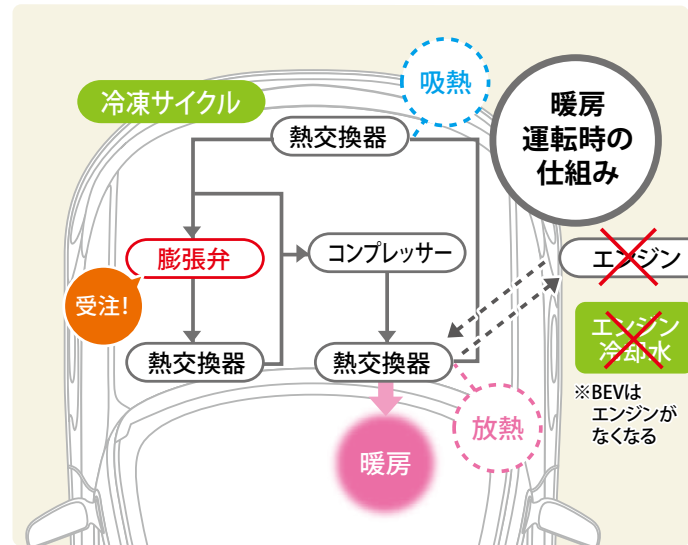 冷凍サイクル
吸熱
暖房
運転時の
仕組み
熱交換器
膨張弁
コンプレッサー
エンジン
受注!
エンジン
冷却水
熱交換器
熱交換器
※BEVは
エンジンが
なくなる
放熱
暖房